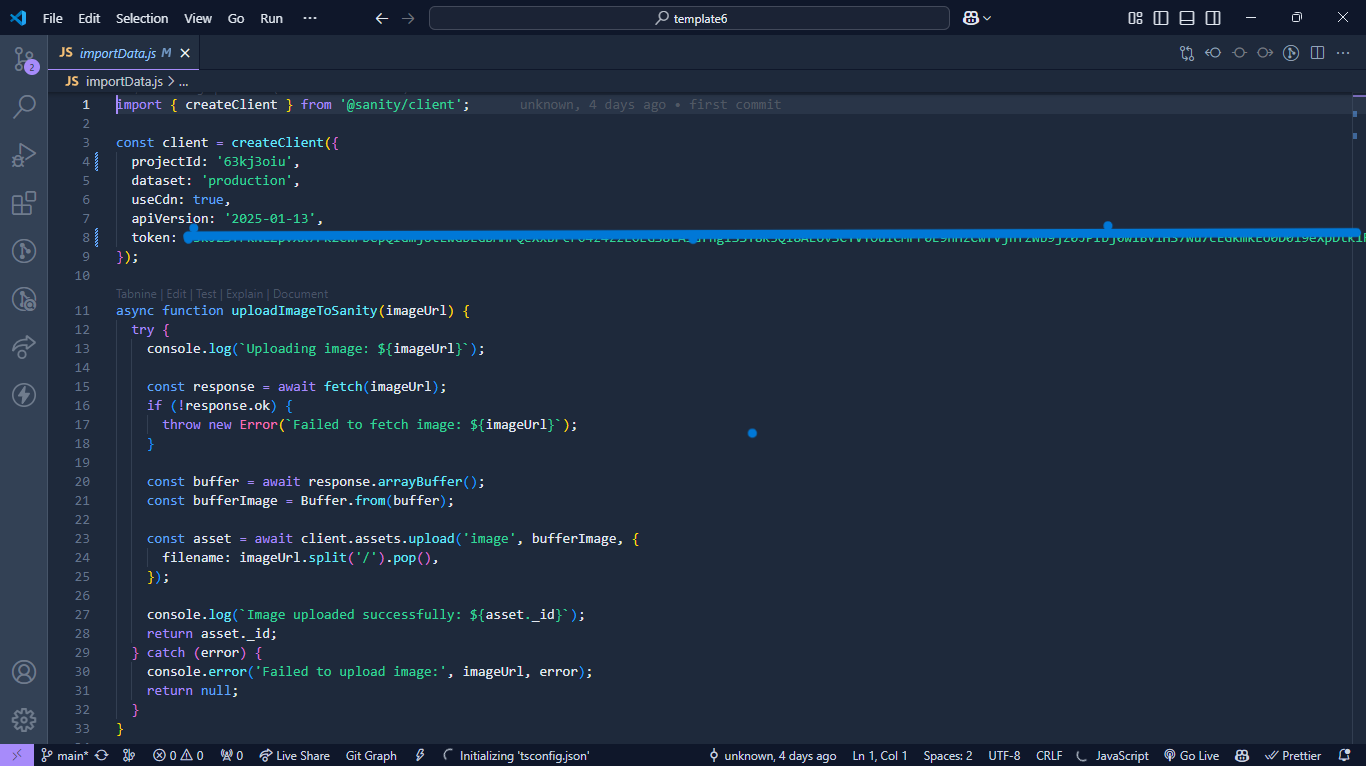 File Edit Selection View Go Run ··· template6
2
JS importData.js M
JS importData.js > ...
1 import { createClient } from '@sanity/client'; unknown, 4 days ago • first commit
2
3 const client = createClient({
4 projectId: '63kj3oiu',
5 dataset: 'production',
6 useCdn: true,
7 apiVersion: '2025-01-13',
8 token:
9 });
10
Tabnine | Edit | Test | Explain | Document
11 async function uploadImageToSanity(imageUrl) {
12 try {
13 console.log(`Uploading image: ${imageUrl}`);
14
15 const response = await fetch(imageUrl);
16 if (!response.ok) {
17 throw new Error(`Failed to fetch image: ${imageUrl}`);
18 }
19
20 const buffer = await response.arrayBuffer();
21 const bufferImage = Buffer.from(buffer);
22
23 const asset = await client.assets.upload('image', bufferImage, {
24 filename: imageUrl.split('/').pop(),
25 });
26
27 console.log(`Image uploaded successfully: ${asset._id}`);
28 return asset._id;
29 } catch (error) {
30 console.error('Failed to upload image:', imageUrl, error);
31 return null;
32 }
33 }
main* 0 0 0 Live Share Git Graph Initializing 'tsconfig.json' unknown, 4 days ago Ln 1, Col 1 Spaces: 2 UTF-8 CRLF JavaScript Go Live Prettier